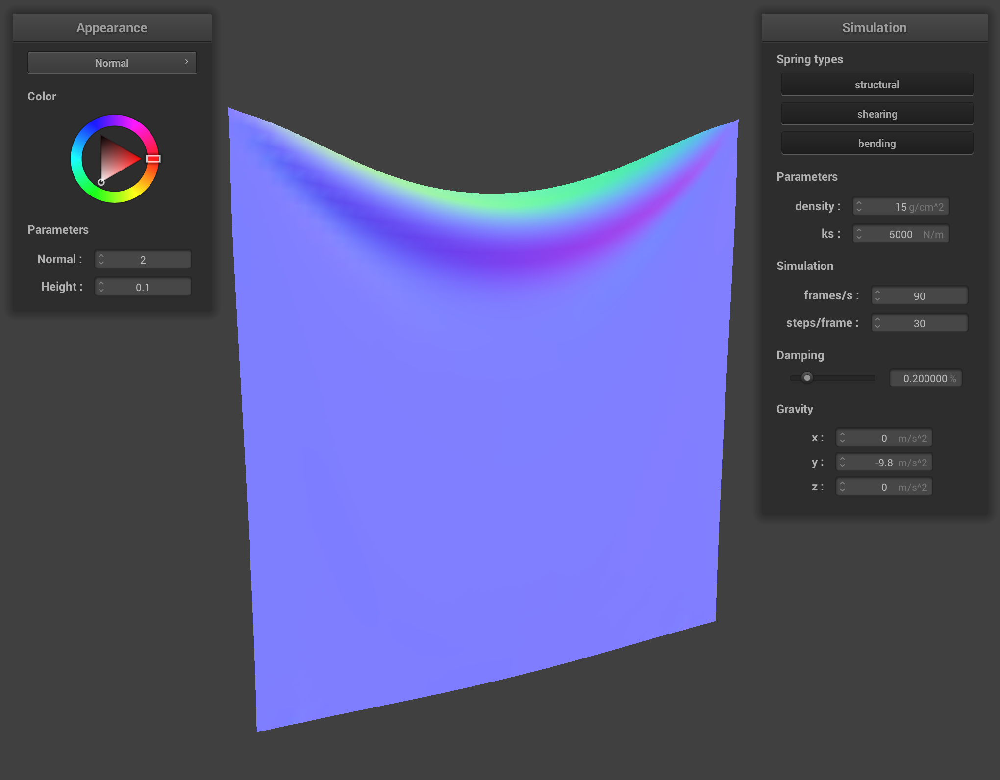 Appearance
Normal
Color
Parameters
Normal : 2
Height : 0.1
Simulation
Spring types
structural
shearing
bending
Parameters
density : 15 g/cm^2
ks : 5000 N/m
Simulation
frames/s : 90
steps/frame : 30
Damping
0.200000 %
Gravity
x : 0 m/s^2
y : -9.8 m/s^2
z : 0 m/s^2